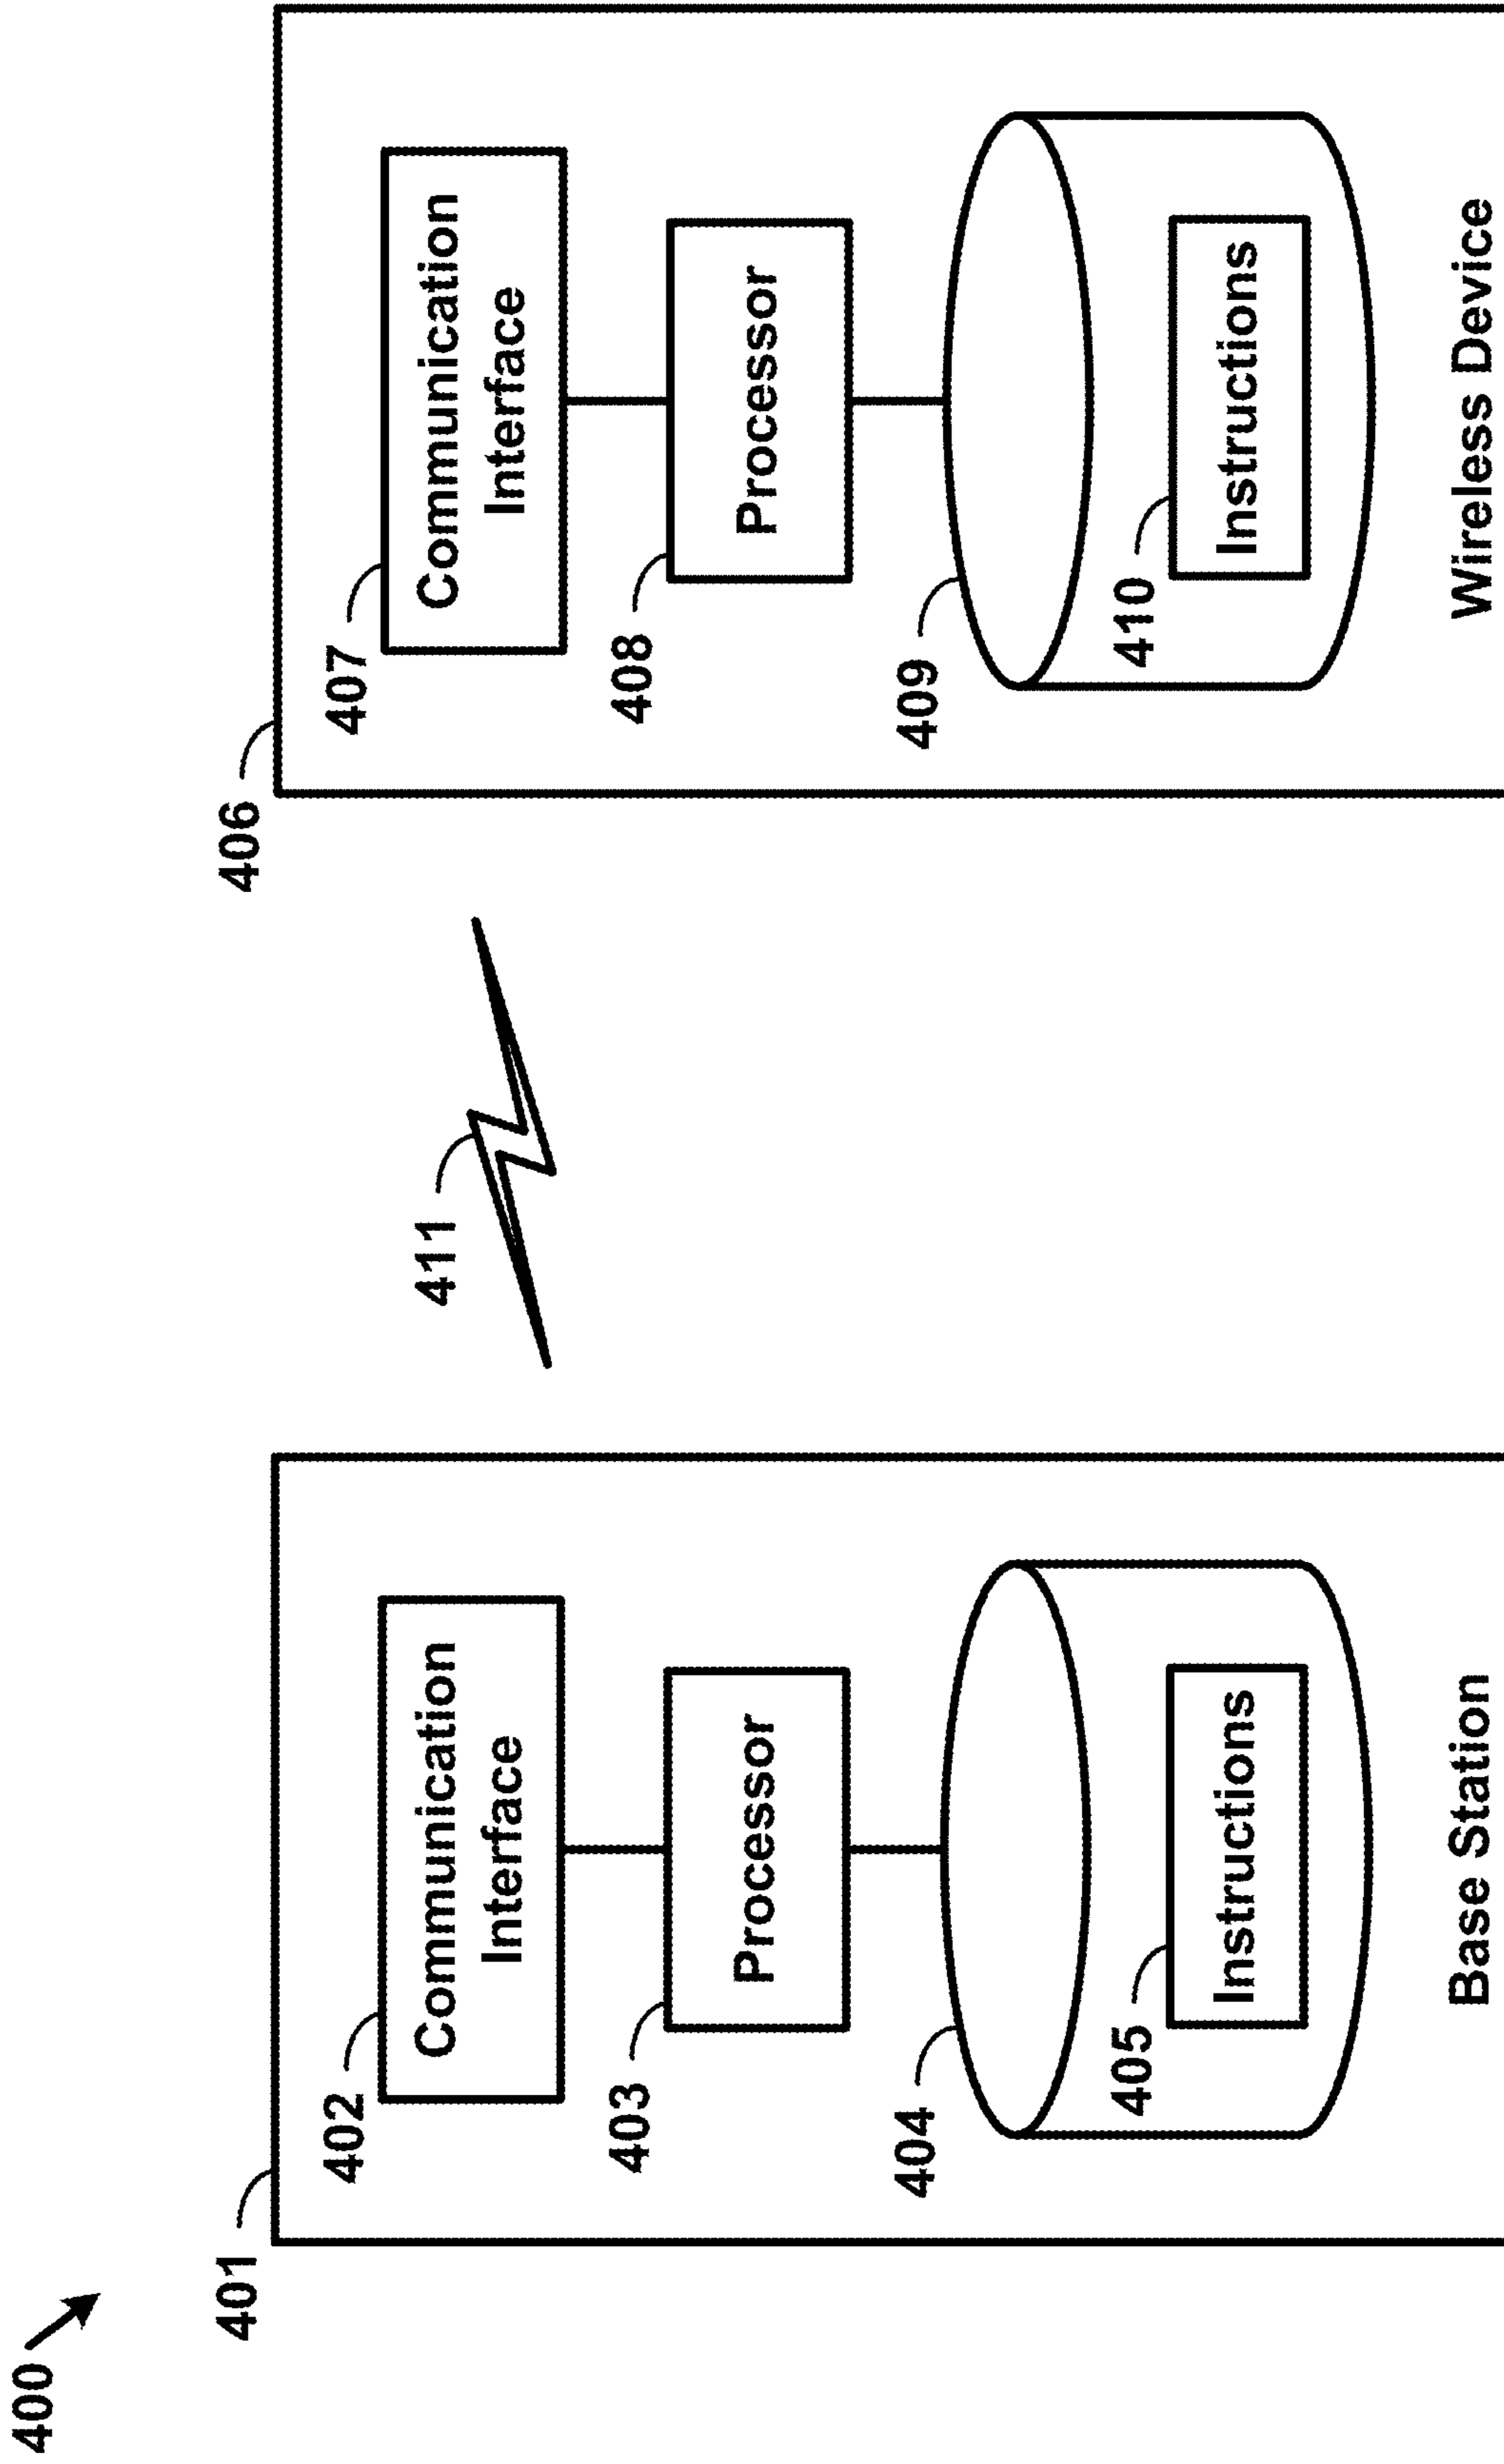 400
401
402
Communication
Interface
403
Processor
404
405
Instructions
Base Station
411
406
407
Communication
Interface
408
Processor
409
410
Instructions
Wireless Device